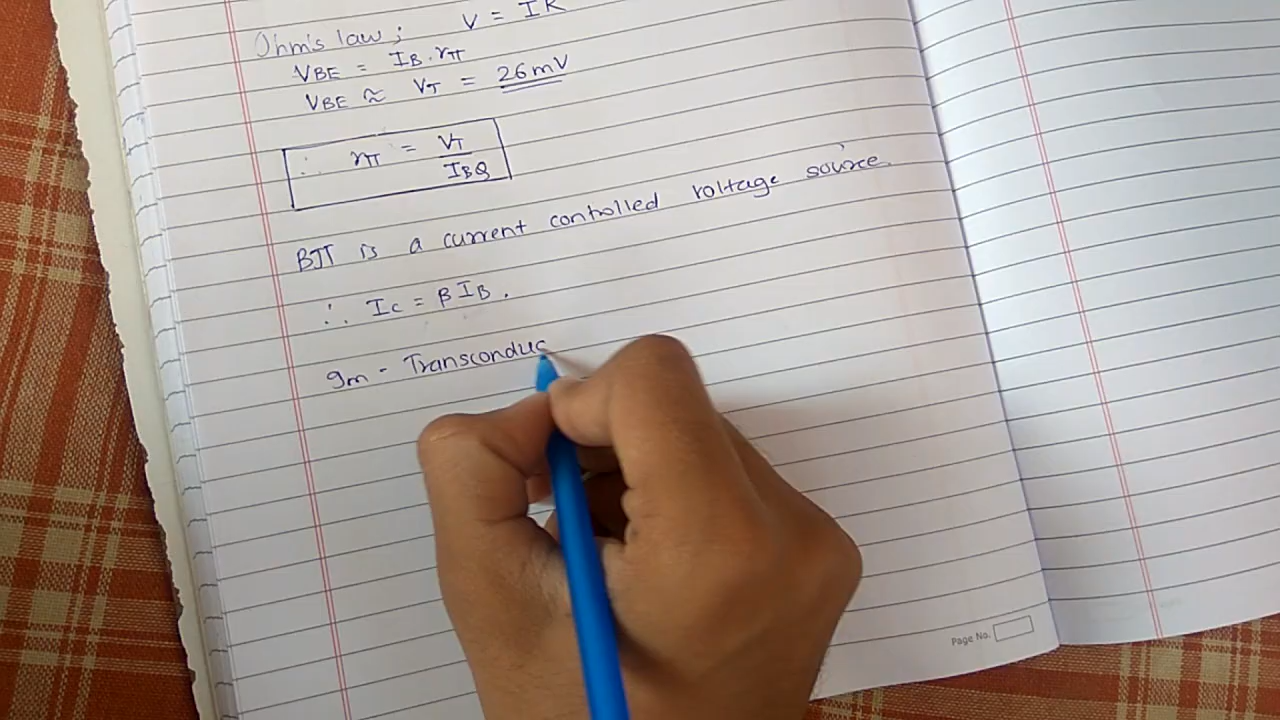 Ohm's law; V = IR
VBE = IB . rπ
VBE ≈ VT = 26mV
∴ rπ = VT / IBQ
BJT is a current controlled voltage source.
∴ IC = βIB.
gm - Transconduc
Page No.